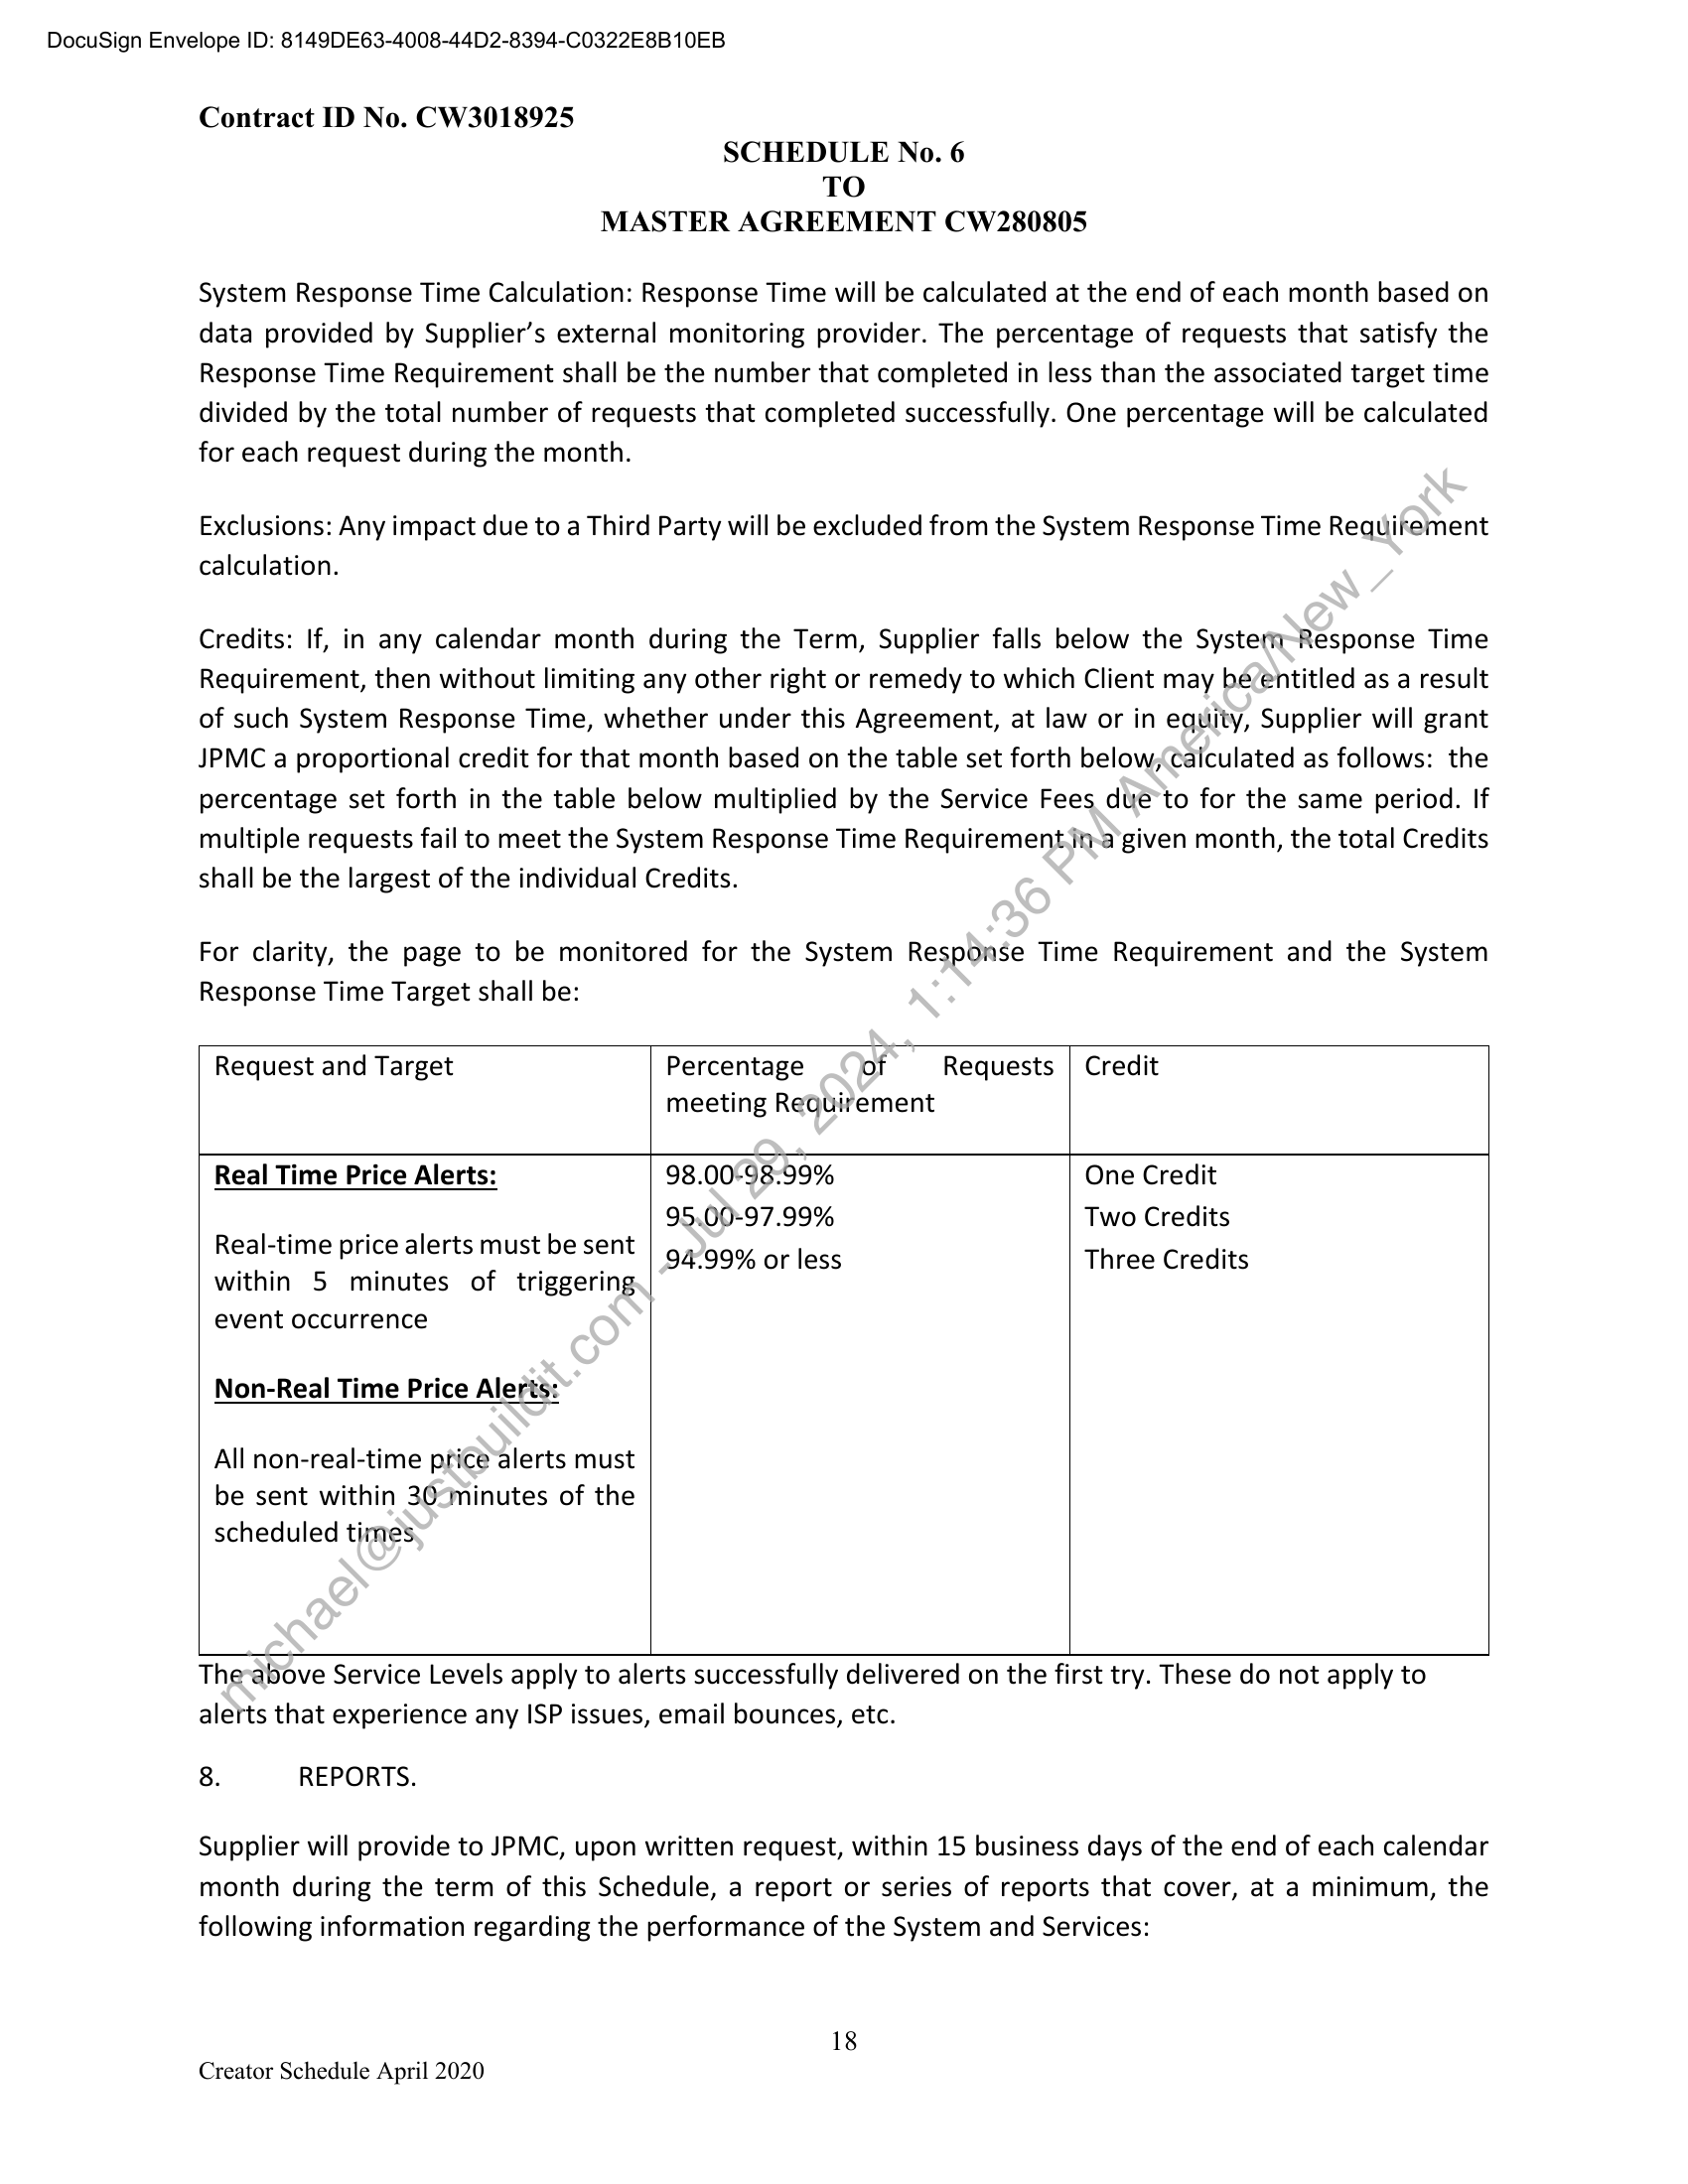 DocuSign Envelope ID: 8149DE63-4008-44D2-8394-C0322E8B10EB
Contract ID No. CW3018925
SCHEDULE No. 6
TO
MASTER AGREEMENT CW280805
System Response Time Calculation: Response Time will be calculated at the end of each month based on
data provided by Supplier’s external monitoring provider. The percentage of requests that satisfy the
Response Time Requirement shall be the number that completed in less than the associated target time
divided by the total number of requests that completed successfully. One percentage will be calculated
for each request during the month.
Exclusions: Any impact due to a Third Party will be excluded from the System Response Time Requirement
calculation.
Credits: If, in any calendar month during the Term, Supplier falls below the System Response Time
Requirement, then without limiting any other right or remedy to which Client may be entitled as a result
of such System Response Time, whether under this Agreement, at law or in equity, Supplier will grant
JPMC a proportional credit for that month based on the table set forth below, calculated as follows: the
percentage set forth in the table below multiplied by the Service Fees due to for the same period. If
multiple requests fail to meet the System Response Time Requirement in a given month, the total Credits
shall be the largest of the individual Credits.
For clarity, the page to be monitored for the System Response Time Requirement and the System
Response Time Target shall be:
Request and Target
Percentage of Requests
meeting Requirement
Credit
Real Time Price Alerts:
Real-time price alerts must be sent
within 5 minutes of triggering
event occurrence
Non-Real Time Price Alerts:
All non-real-time price alerts must
be sent within 30 minutes of the
scheduled times
98.00-98.99%
95.00-97.99%
94.99% or less
One Credit
Two Credits
Three Credits
The above Service Levels apply to alerts successfully delivered on the first try. These do not apply to
alerts that experience any ISP issues, email bounces, etc.
8. REPORTS.
Supplier will provide to JPMC, upon written request, within 15 business days of the end of each calendar
month during the term of this Schedule, a report or series of reports that cover, at a minimum, the
following information regarding the performance of the System and Services:
18
Creator Schedule April 2020
michael@justbuildit.com - Jul 29, 2024, 1:14:36 PM America/New_York